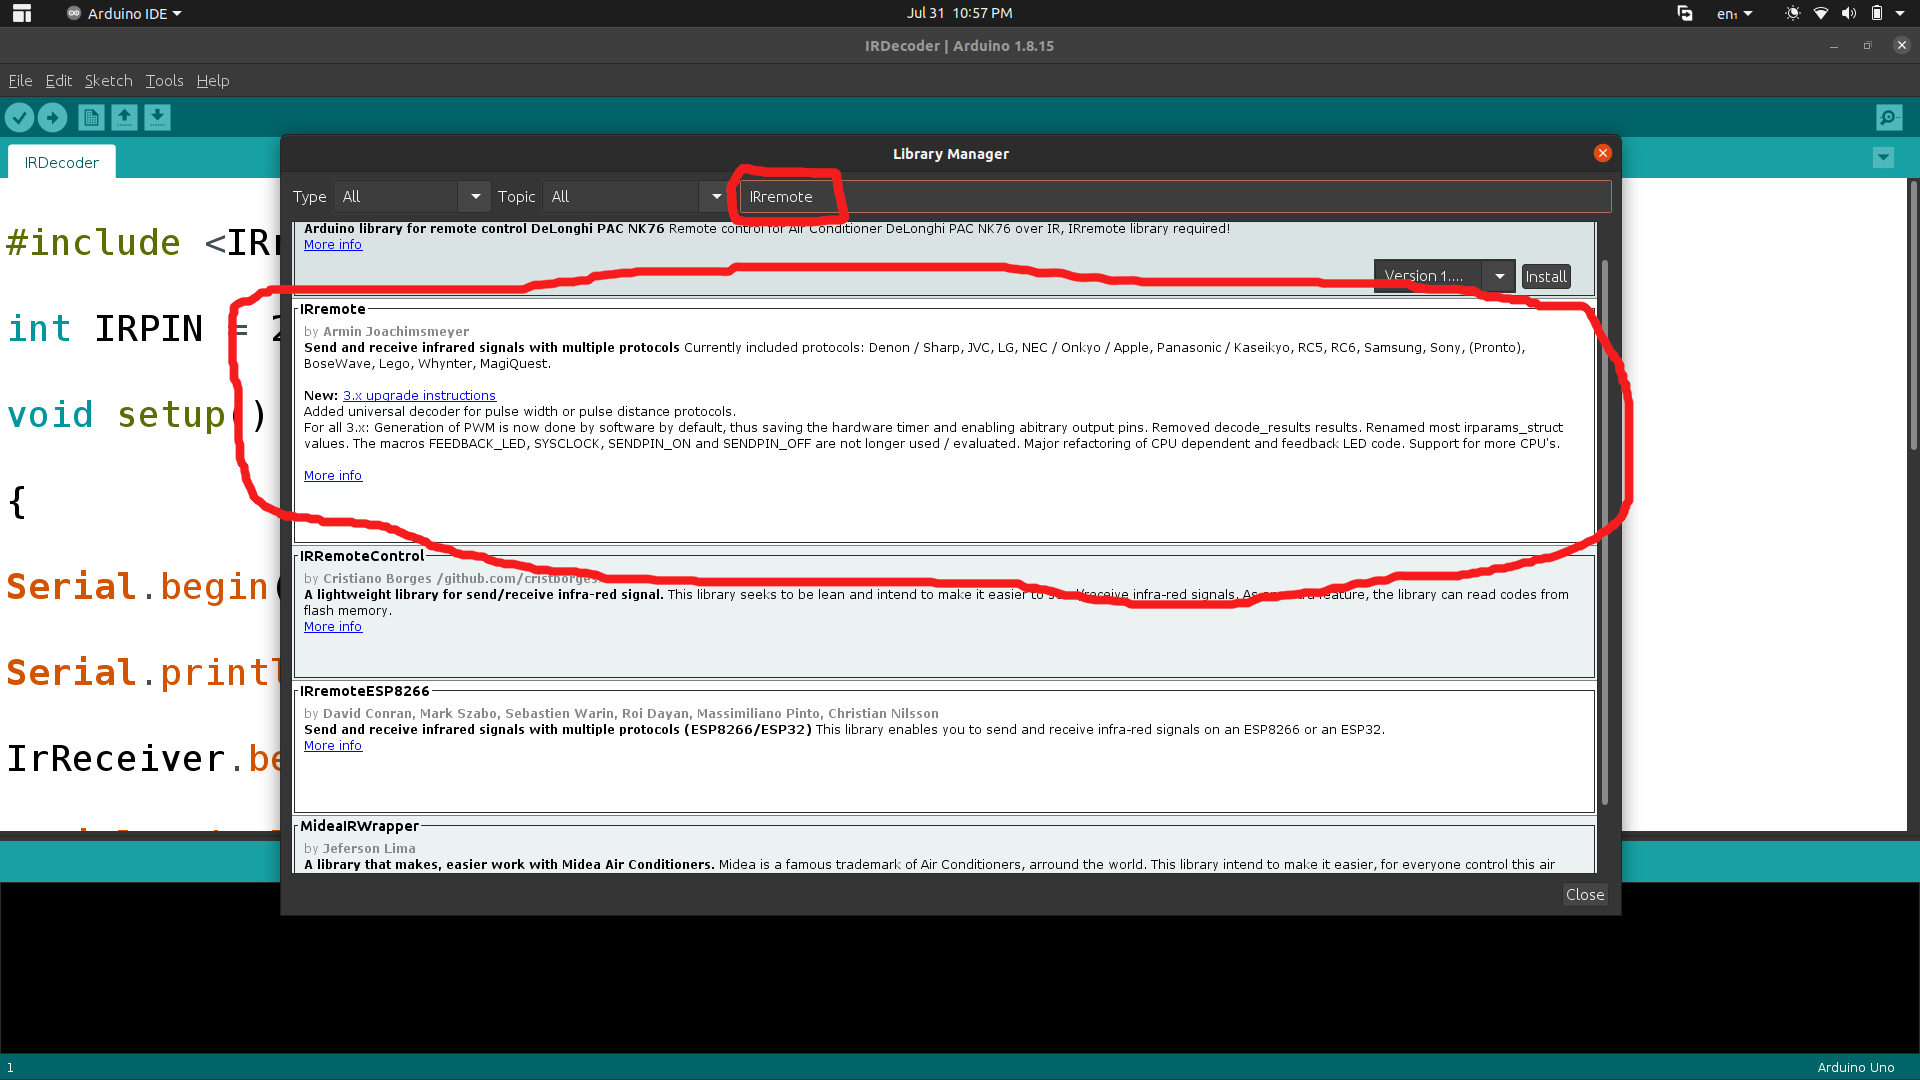 Arduino IDE
Jul 31 10:57 PM
en₁
IRDecoder | Arduino 1.8.15
File Edit Sketch Tools Help
IRDecoder
Library Manager
Type All Topic All IRremote
#include <IRr
int IRPIN = 2
void setup()
{
Serial.begin(
Serial.printl
IrReceiver.be
Arduino library for remote control DeLonghi PAC NK76 Remote control for Air Conditioner DeLonghi PAC NK76 over IR, IRremote library required!
More info
Version 1.... Install
IRremote
by Armin Joachimsmeyer
Send and receive infrared signals with multiple protocols Currently included protocols: Denon / Sharp, JVC, LG, NEC / Onkyo / Apple, Panasonic / Kaseikyo, RC5, RC6, Samsung, Sony, (Pronto),
BoseWave, Lego, Whynter, MagiQuest.
New: 3.x upgrade instructions
Added universal decoder for pulse width or pulse distance protocols.
For all 3.x: Generation of PWM is now done by software by default, thus saving the hardware timer and enabling abitrary output pins. Removed decode_results results. Renamed most irparams_struct
values. The macros FEEDBACK_LED, SYSCLOCK, SENDPIN_ON and SENDPIN_OFF are not longer used / evaluated. Major refactoring of CPU dependent and feedback LED code. Support for more CPU's.
More info
IRRemoteControl
by Cristiano Borges /github.com/cristborges
A lightweight library for send/receive infra-red signal. This library seeks to be lean and intend to make it easier to send/receive infra-red signals. As feature, the library can read codes from
flash memory.
More info
IRremoteESP8266
by David Conran, Mark Szabo, Sebastien Warin, Roi Dayan, Massimiliano Pinto, Christian Nilsson
Send and receive infrared signals with multiple protocols (ESP8266/ESP32) This library enables you to send and receive infra-red signals on an ESP8266 or an ESP32.
More info
MideaIRWrapper
by Jeferson Lima
A library that makes, easier work with Midea Air Conditioners. Midea is a famous trademark of Air Conditioners, arround the world. This library intend to make it easier, for everyone control this air
Close
1
Arduino Uno